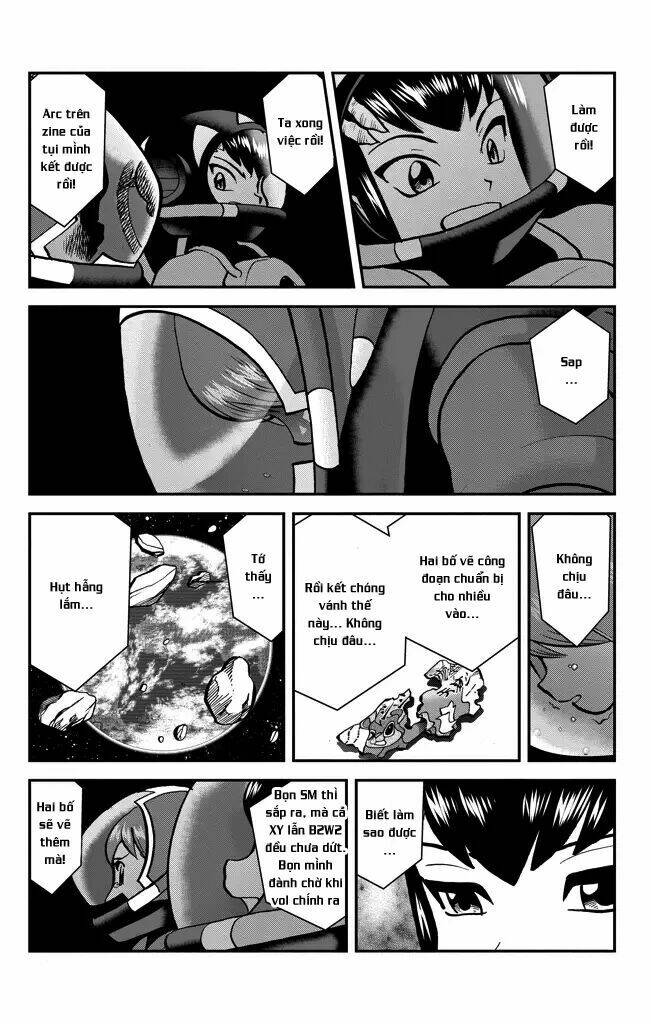 Làm
được
rồi!
Ta xong
việc rồi!
Arc trên
zine của
tụi mình
kết được
rồi!
Sap
...
Không
chịu
đâu...
Hai bố vẽ công
đoạn chuẩn bị
cho nhiều
vào...
Rồi kết chóng
vánh thế
này... Không
chịu đâu...
Tớ
thấy
...
Hụt hẫng
lắm...
Biết làm
sao được
...
Bọn SM thì
sắp ra, mà cả
XY lẫn B2W2
đều chưa dứt.
Bọn mình
đành chờ khi
vol chính ra
Hai bố
sẽ vẽ
thêm
mà!